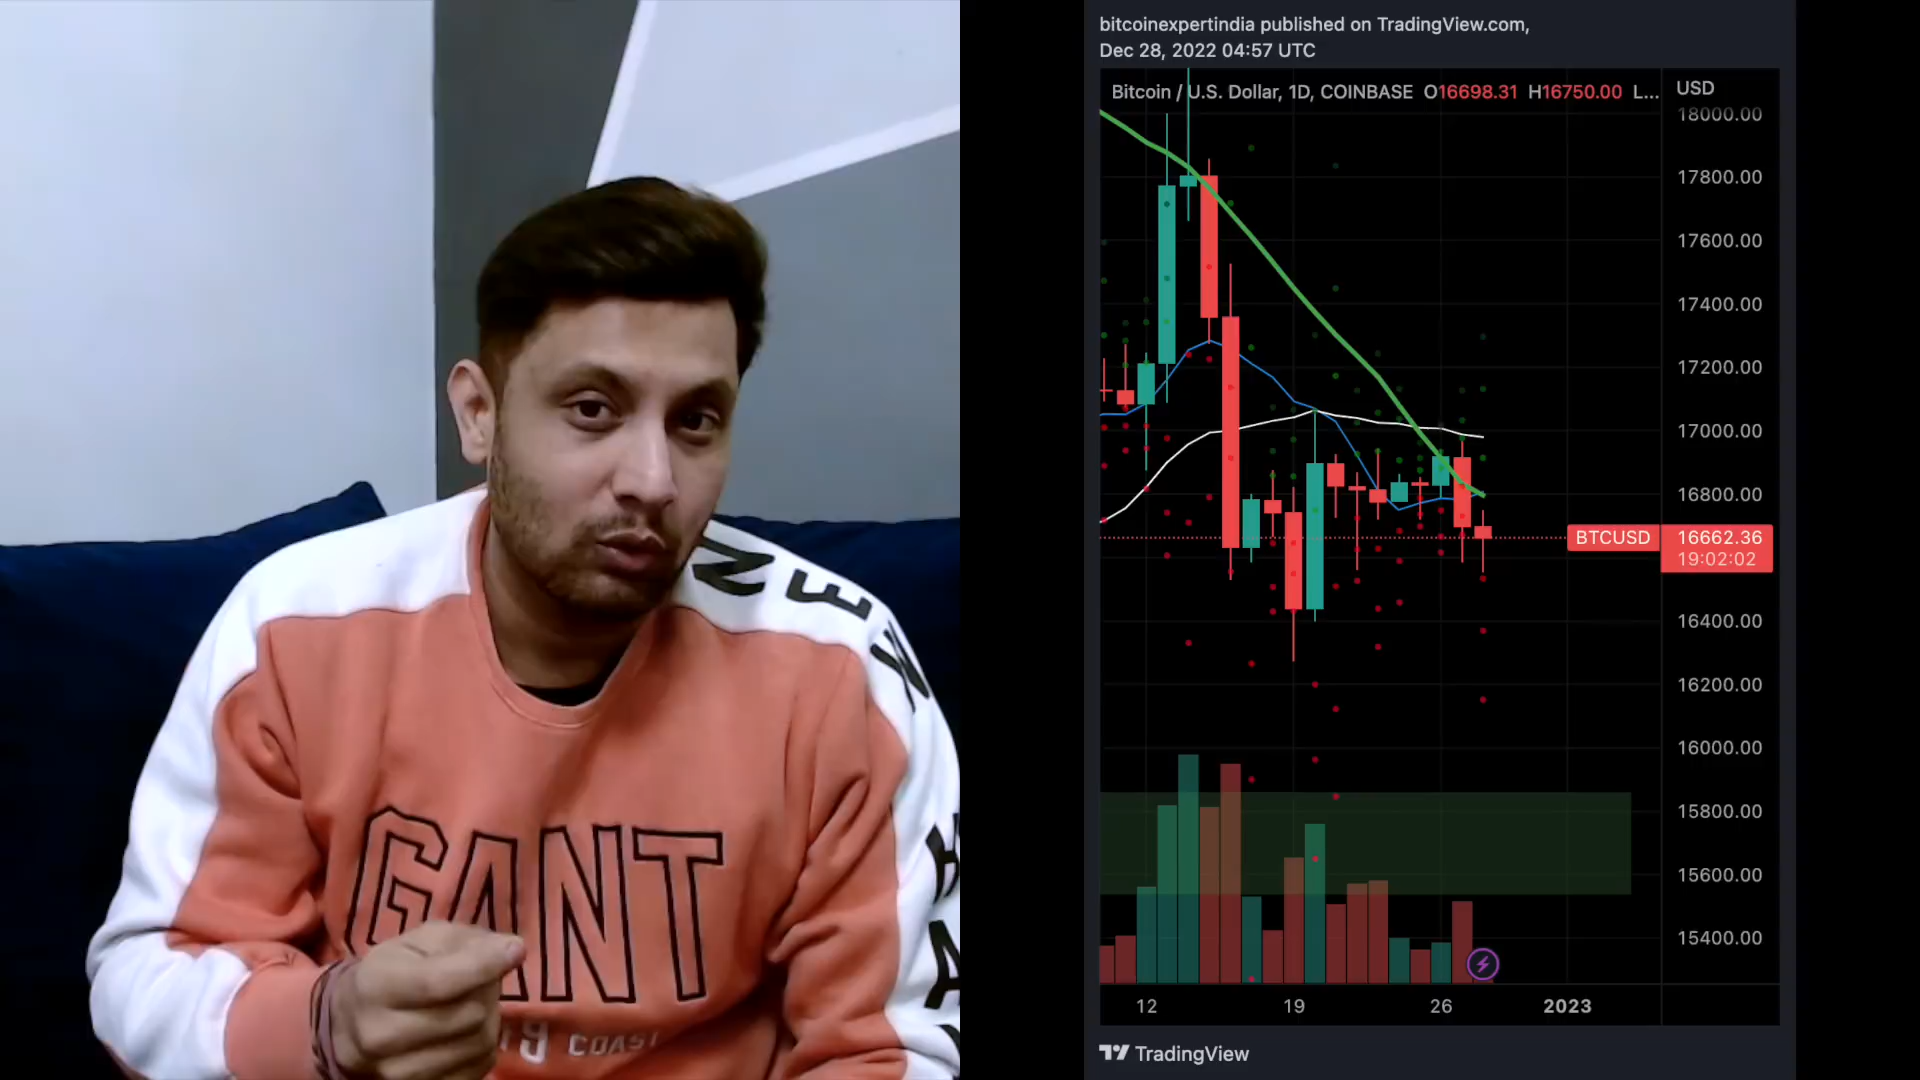 bitcoinexpertindia published on TradingView.com,
Dec 28, 2022 04:57 UTC
Bitcoin / U.S. Dollar, 1D, COINBASE O16698.31 H16750.00 L...
USD
18000.00
17800.00
17600.00
17400.00
17200.00
17000.00
16800.00
BTCUSD 16662.36
19:02:02
16400.00
16200.00
16000.00
15800.00
15600.00
15400.00
12 19 26 2023
TradingView
GANT
COAST